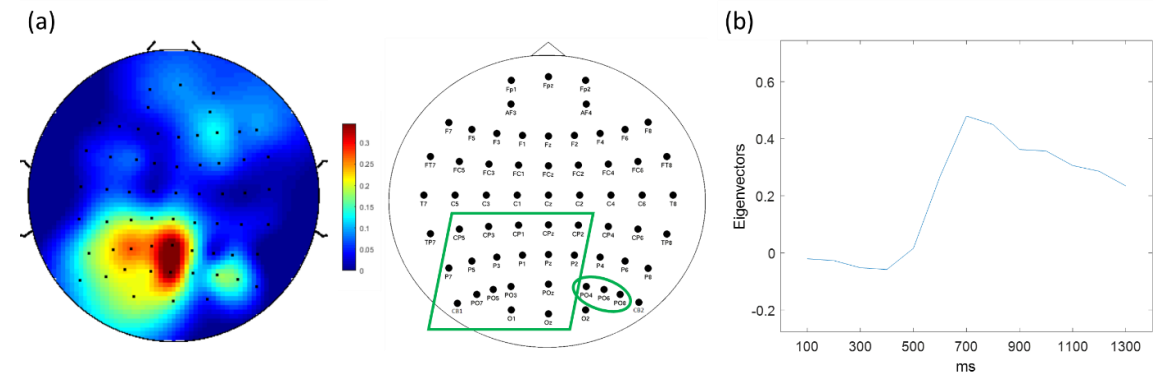 (a)
(b)
0.3
0.25
0.2
0.15
0.1
0.05
0
Fp1 Fpz Fp2
AF3 AF4
F7 F5 F3 F1 Fz F2 F4 F6 F8
FT7 FC5 FC3 FC1 FCz FC2 FC4 FC6 FT8
T7 C5 C3 C1 Cz C2 C4 C6 T8
TP7 CP5 CP3 CP1 CPz CP2 CP4 CP6 TP8
P7 P5 P3 P1 Pz P2 P4 P6 P8
PO7 PO5 PO3 POz PO4 PO6 PO8
CB1 O1 Oz O2 CB2
Eigenvectors
0.6
0.4
0.2
0
-0.2
100 300 500 700 900 1100 1300
ms